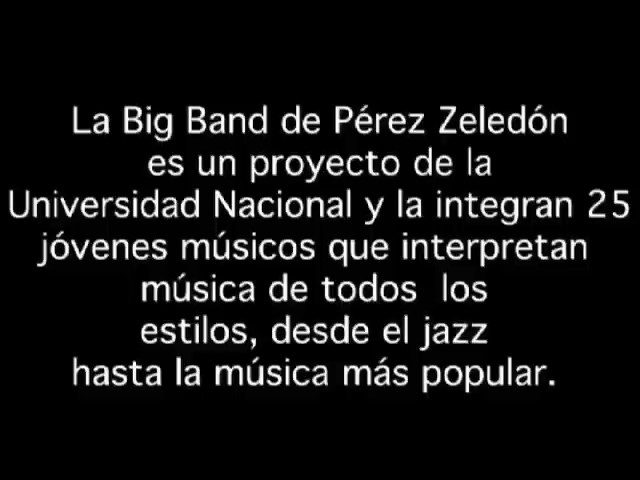 La Big Band de Pérez Zeledón
es un proyecto de la
Universidad Nacional y la integran 25
jóvenes músicos que interpretan
música de todos  los
estilos, desde el jazz
hasta la música más popular.